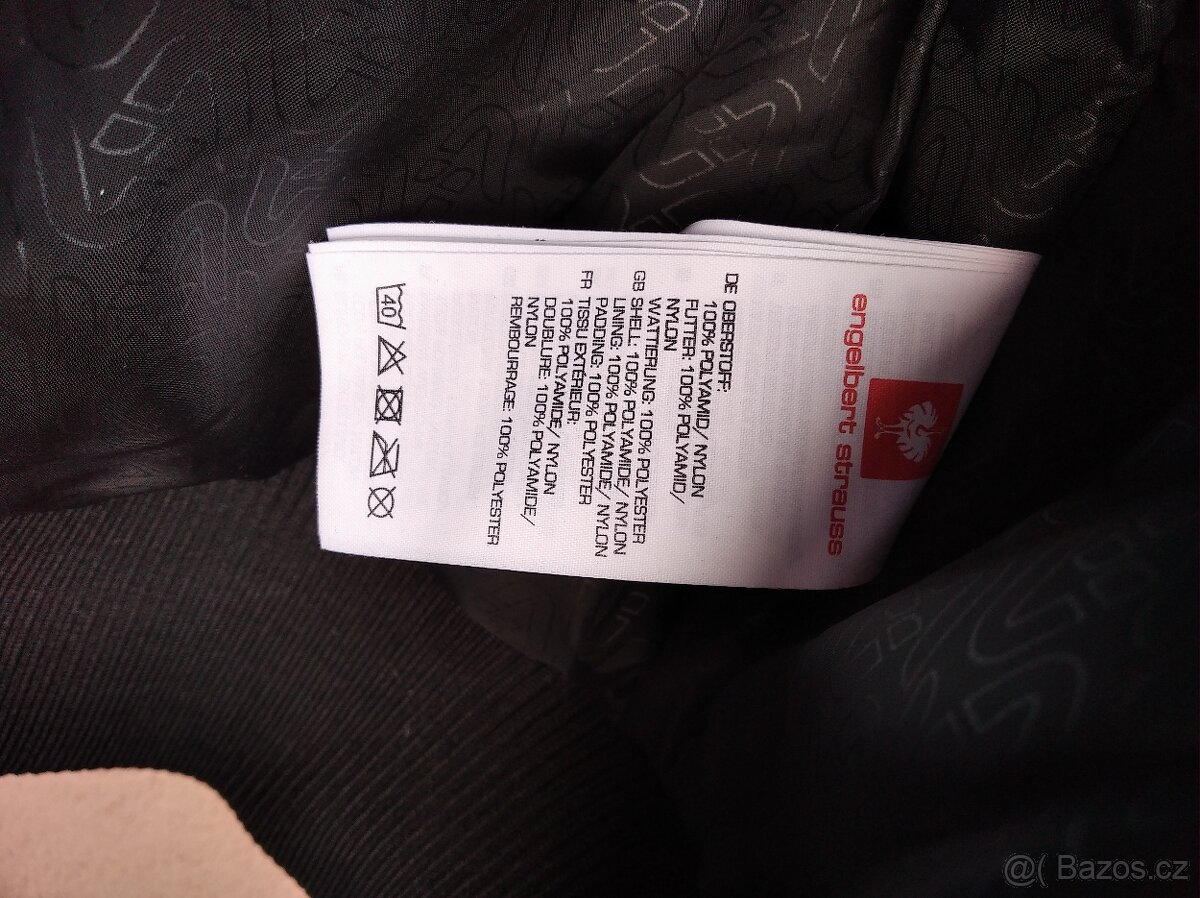 engelbert strauss
DE OBERSTOFF:
100% POLYAMID/ NYLON
FUTTER: 100% POLYAMID/
NYLON
WATTIERUNG: 100% POLYESTER
GB SHELL: 100% POLYAMIDE/ NYLON
LINING: 100% POLYAMIDE/ NYLON
PADDING: 100% POLYESTER
FR TISSU EXTÉRIEUR:
100% POLYAMIDE/ NYLON
DOUBLURE: 100% POLYAMIDE/
NYLON
REMBOURRAGE: 100% POLYESTER
40
@( Bazos.cz